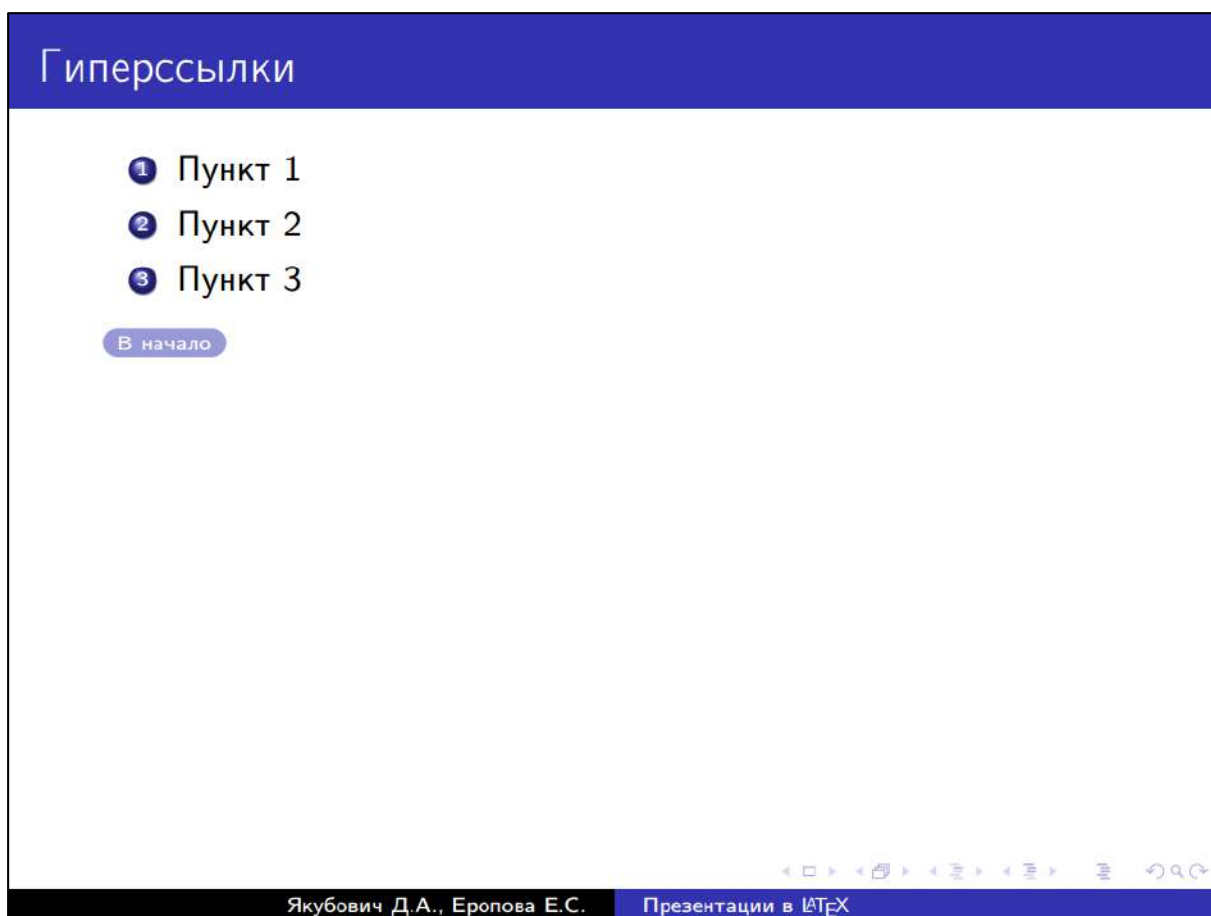 Гиперссылки
1 Пункт 1
2 Пункт 2
3 Пункт 3
В начало
Якубович Д.А., Еропова Е.С. Презентации в LATEX